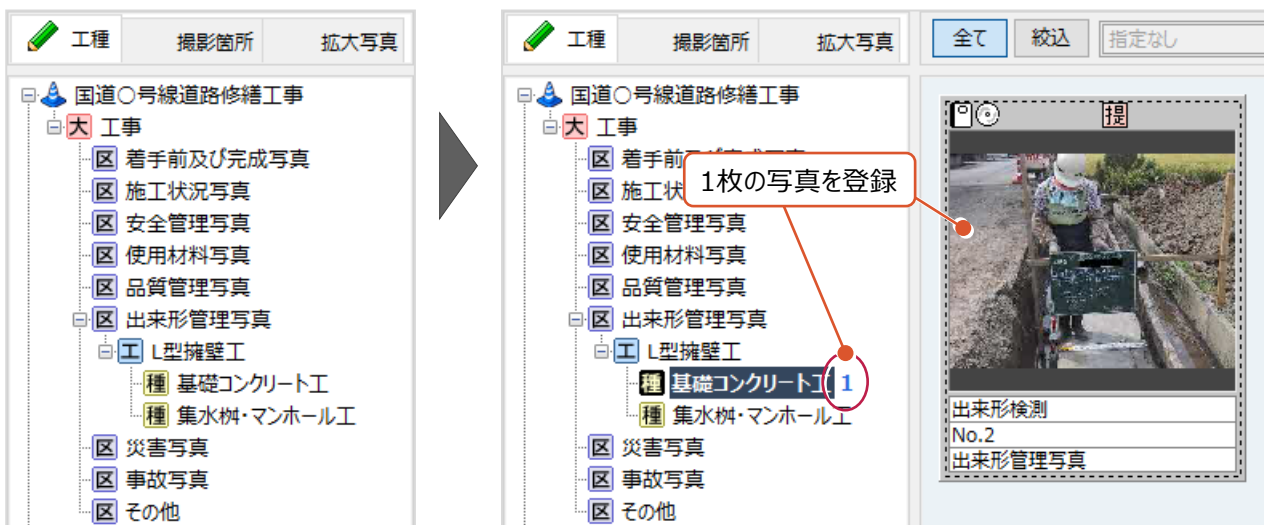 工種
撮影箇所
拡大写真
国道○号線道路修繕工事
大 工事
区 着手前及び完成写真
区 施工状況写真
区 安全管理写真
区 使用材料写真
区 品質管理写真
区 出来形管理写真
工 L型擁壁工
種 基礎コンクリート工
種 集水桝・マンホール工
区 災害写真
区 事故写真
区 その他
工種
撮影箇所
拡大写真
国道○号線道路修繕工事
大 工事
区 着手前
区 施工状
区 安全管理写真
区 使用材料写真
区 品質管理写真
区 出来形管理写真
工 L型擁壁工
種 基礎コンクリート工 1
種 集水桝・マンホール工
区 災害写真
区 事故写真
区 その他
1枚の写真を登録
全て
絞込
指定なし
提
出来形検測
No.2
出来形管理写真